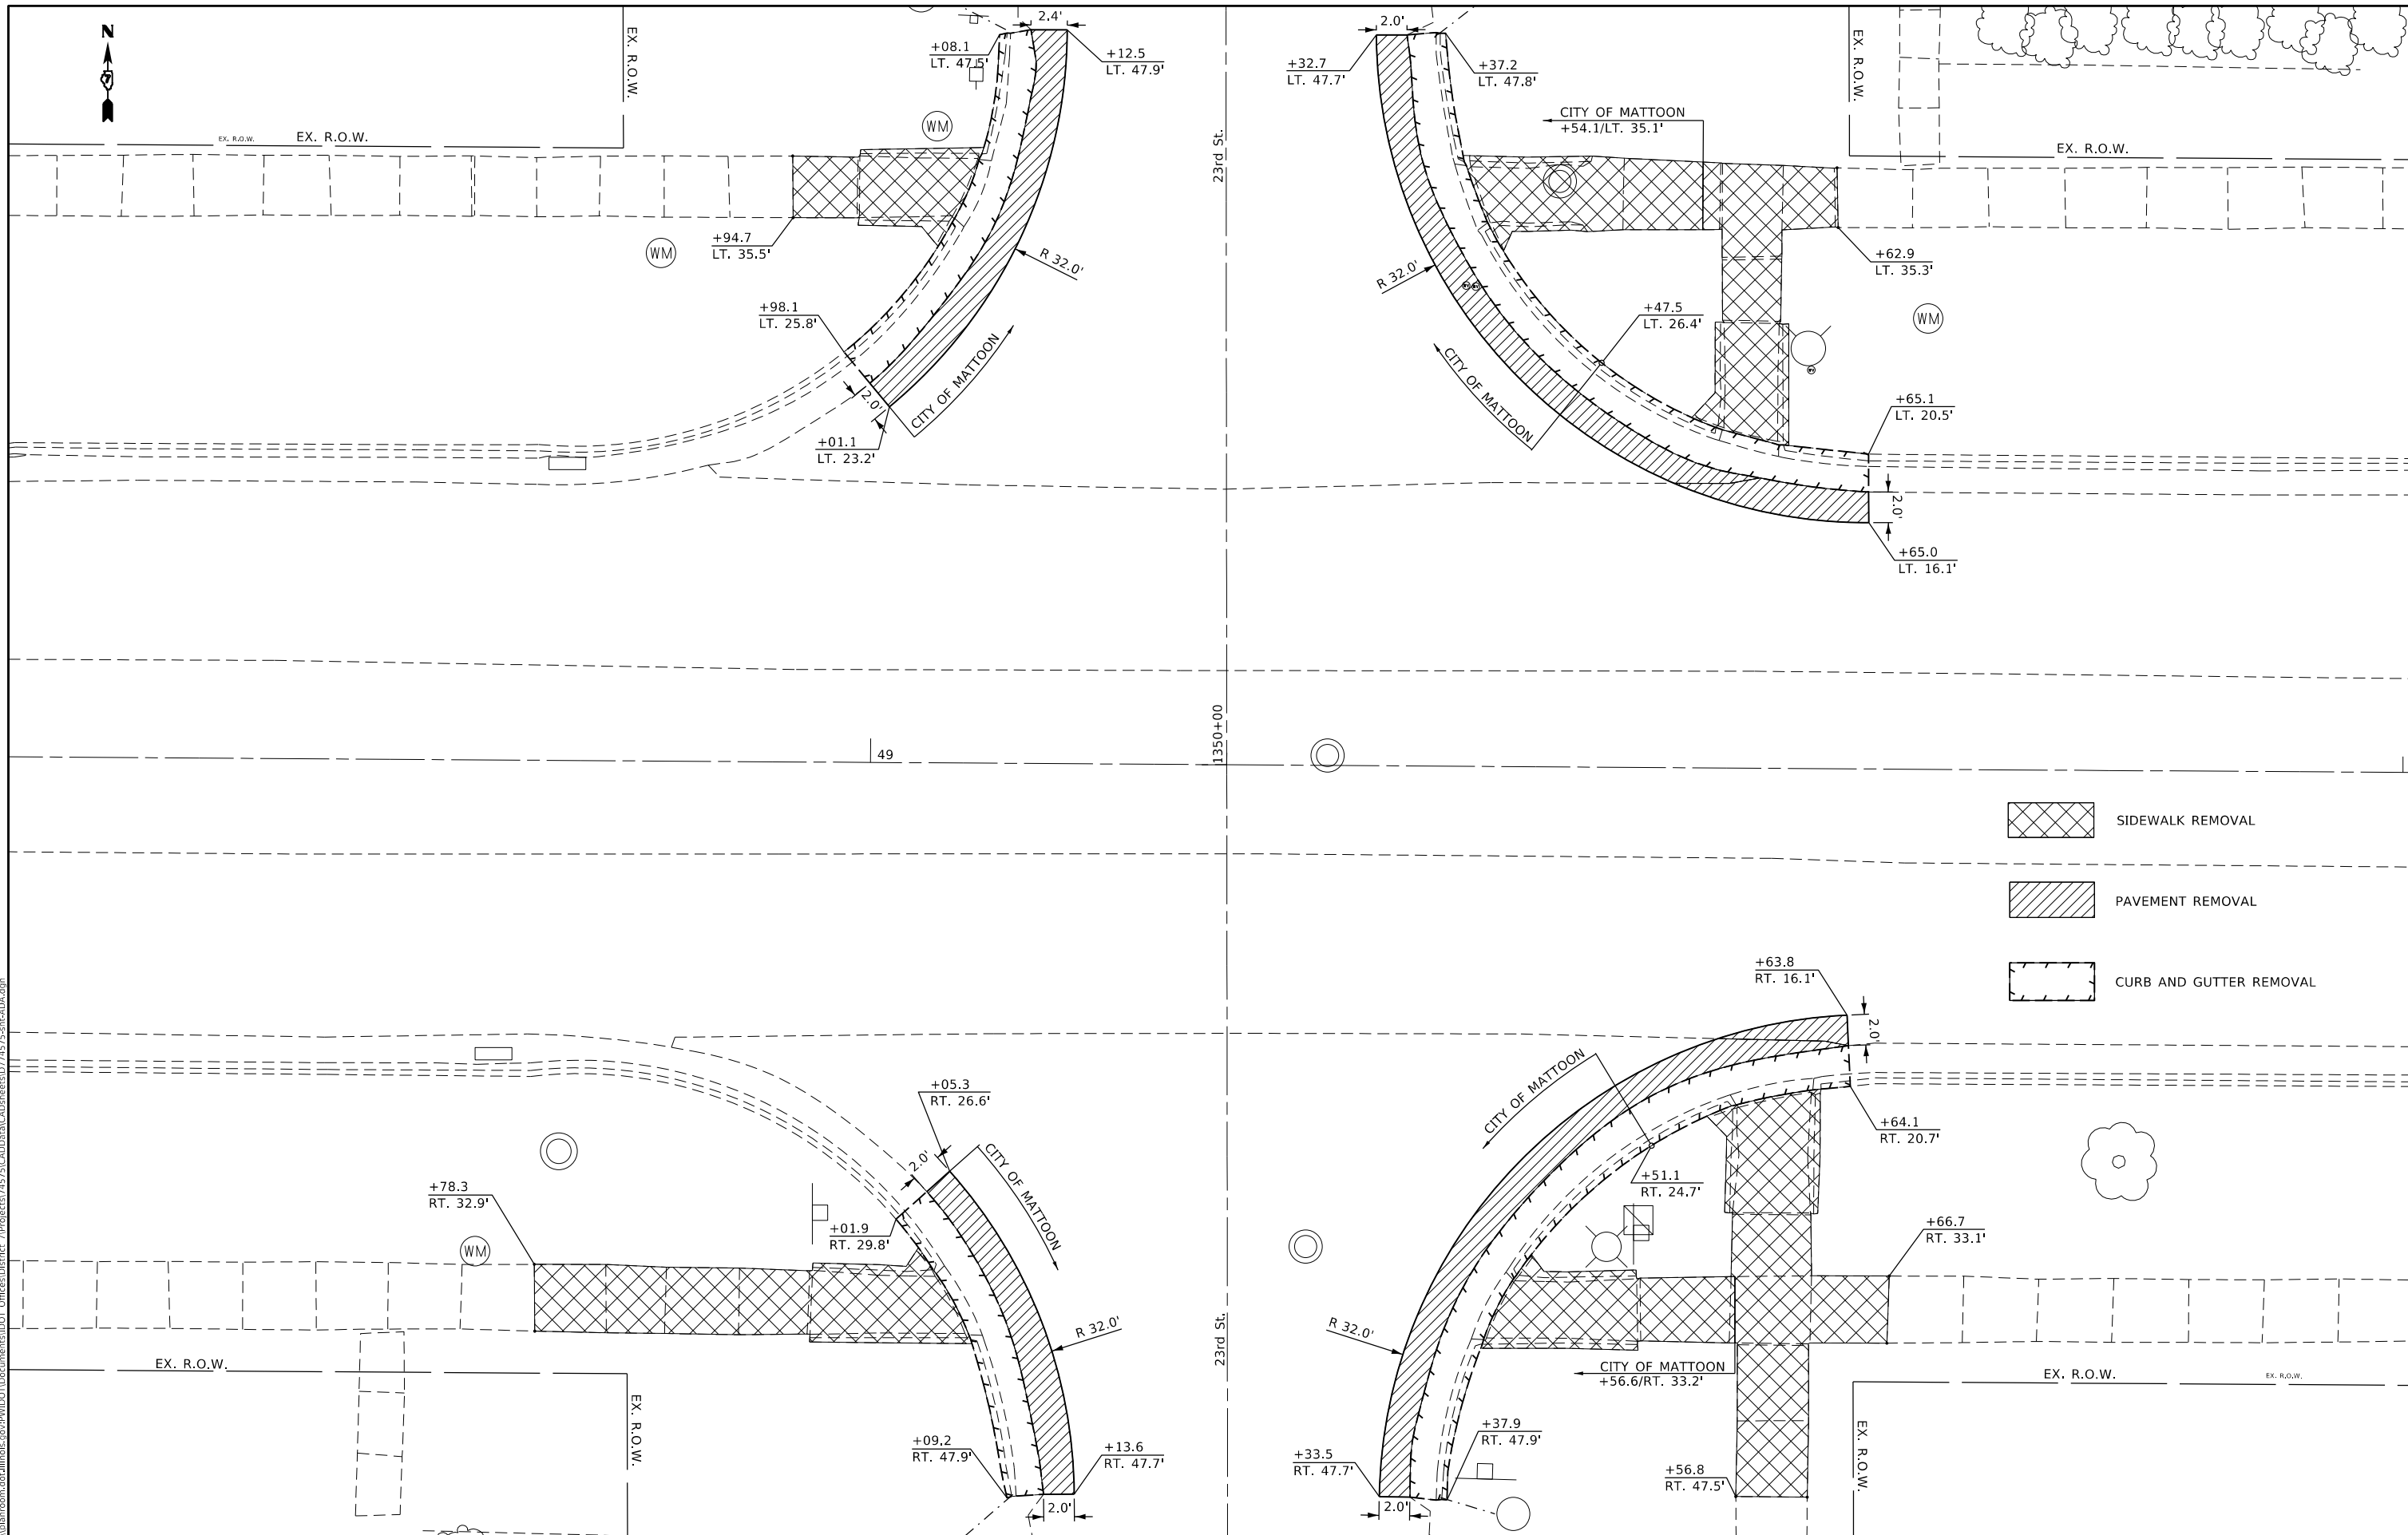 N
EX. R.O.W.
2.4'
+08.1
LT. 47.5'
+12.5
LT. 47.9'
2.0'
+32.7
LT. 47.7'
+37.2
LT. 47.8'
EX. R.O.W.
EX. R.O.W.
EX. R.O.W.
WM
23rd St.
CITY OF MATTOON
+54.1/LT. 35.1'
EX. R.O.W.
+94.7
LT. 35.5'
WM
R 32.0'
R 32.0'
+62.9
LT. 35.3'
WM
+98.1
LT. 25.8'
+47.5
LT. 26.4'
CITY OF MATTOON
CITY OF MATTOON
2.0'
+01.1
LT. 23.2'
+65.1
LT. 20.5'
2.0'
+65.0
LT. 16.1'
49
1350+00
SIDEWALK REMOVAL
PAVEMENT REMOVAL
CURB AND GUTTER REMOVAL
+63.8
RT. 16.1'
2.0'
+05.3
RT. 26.6'
2.0'
CITY OF MATTOON
CITY OF MATTOON
+64.1
RT. 20.7'
+51.1
RT. 24.7'
+78.3
RT. 32.9'
WM
+01.9
RT. 29.8'
+66.7
RT. 33.1'
R 32.0'
R 32.0'
23rd St.
EX. R.O.W.
EX. R.O.W.
CITY OF MATTOON
+56.6/RT. 33.2'
EX. R.O.W.
EX. R.O.W.
EX. R.O.W.
+09.2
RT. 47.9'
+13.6
RT. 47.7'
2.0'
+33.5
RT. 47.7'
2.0'
+37.9
RT. 47.9'
+56.8
RT. 47.5'